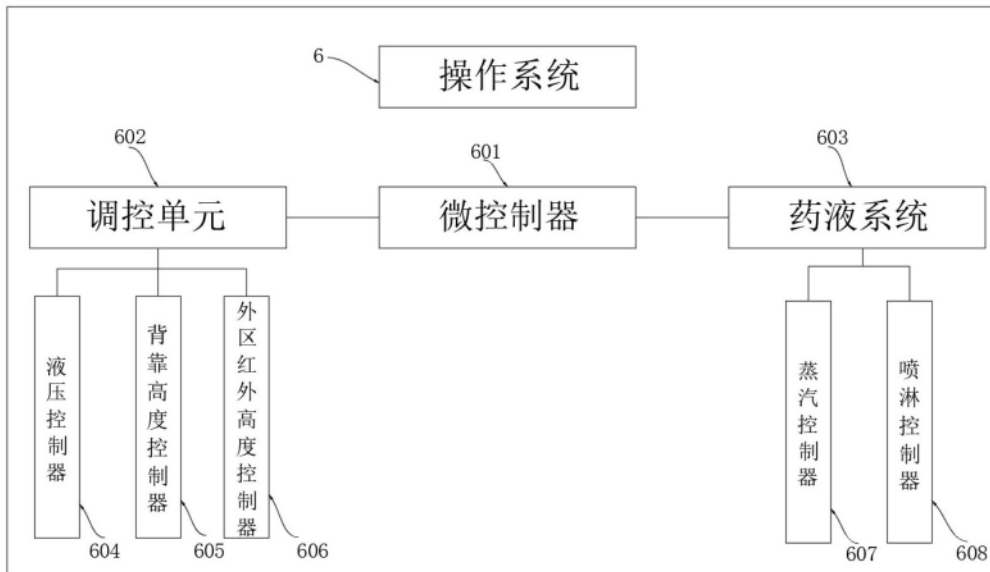 6
操作系统
602
601
603
调控单元
微控制器
药液系统
液压控制器
背靠高度控制器
外区红外高度控制器
蒸汽控制器
喷淋控制器
604
605
606
607
608